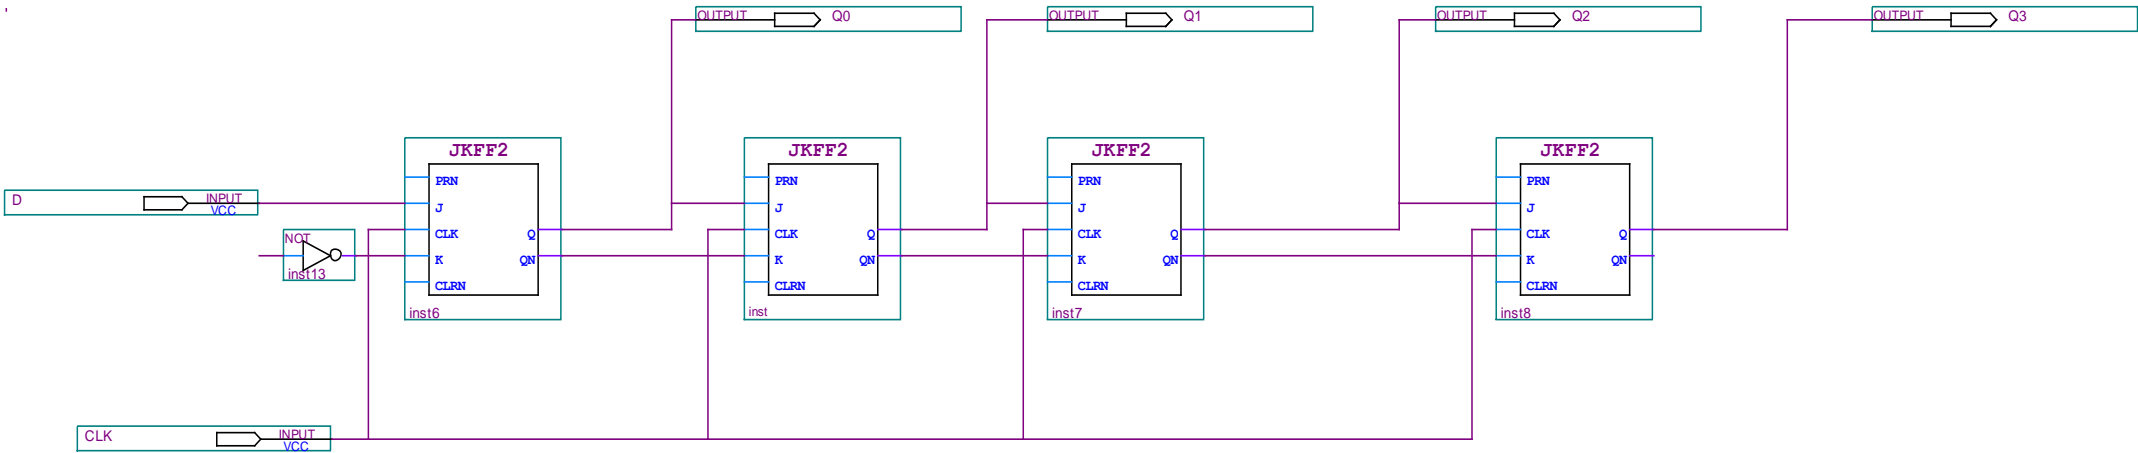 '
OUTPUT Q0
OUTPUT Q1
OUTPUT Q2
OUTPUT Q3
JKFF2
PRN
J
CLK Q
K QN
CLRN
inst6
JKFF2
PRN
J
CLK Q
K QN
CLRN
inst
JKFF2
PRN
J
CLK Q
K QN
CLRN
inst7
JKFF2
PRN
J
CLK Q
K QN
CLRN
inst8
D INPUT
VCC
NOT
inst13
CLK INPUT
VCC